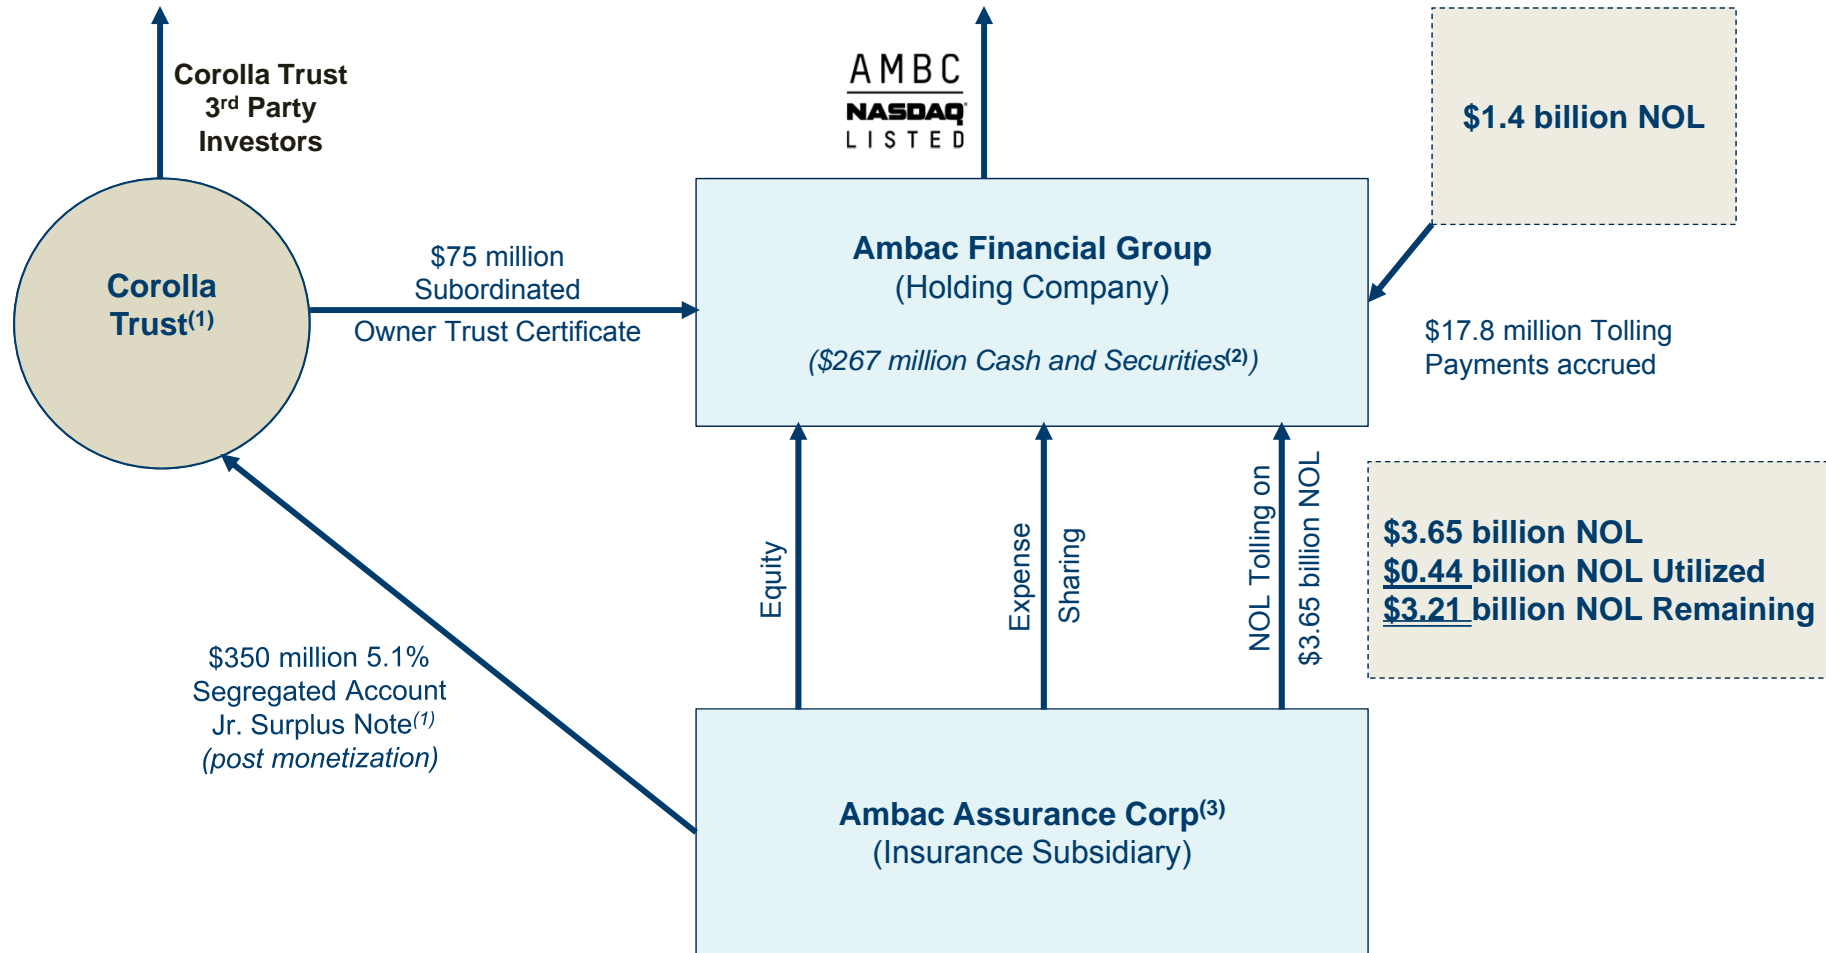 Corolla Trust
3rd Party
Investors
AMBC
NASDAQ
LISTED
$1.4 billion NOL
Corolla
Trust(1)
$75 million
Subordinated
Owner Trust Certificate
Ambac Financial Group
(Holding Company)
($267 million Cash and Securities(2))
$17.8 million Tolling
Payments accrued
Equity
Expense
Sharing
NOL Tolling on
$3.65 billion NOL
$3.65 billion NOL
$0.44 billion NOL Utilized
$3.21 billion NOL Remaining
$350 million 5.1%
Segregated Account
Jr. Surplus Note(1)
(post monetization)
Ambac Assurance Corp(3)
(Insurance Subsidiary)